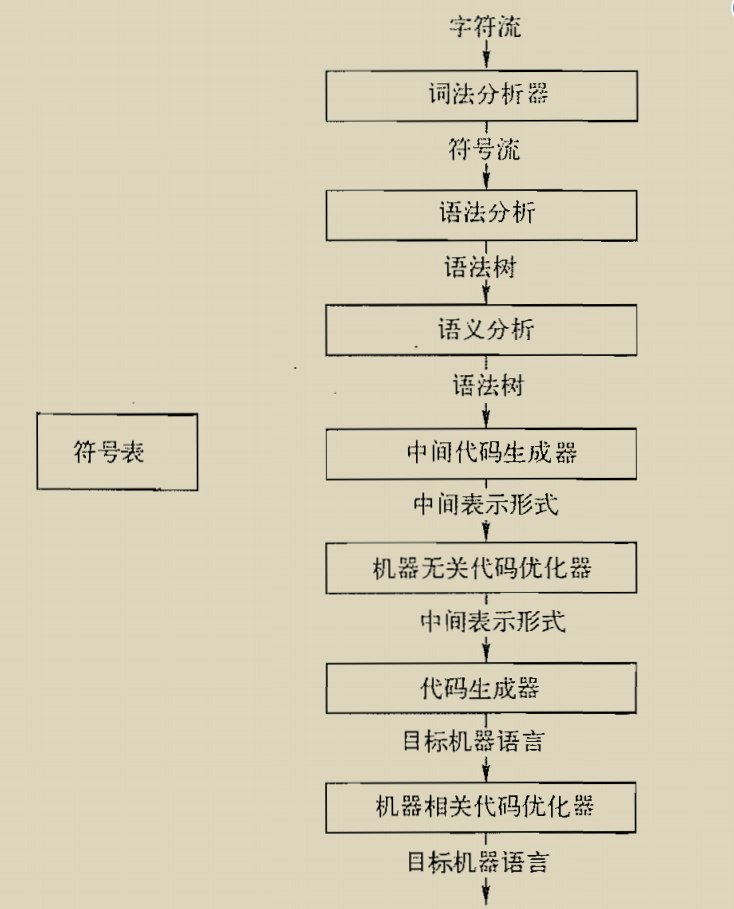 字符流
词法分析器
符号流
语法分析
语法树
语义分析
语法树
符号表
中间代码生成器
中间表示形式
机器无关代码优化器
中间表示形式
代码生成器
目标机器语言
机器相关代码优化器
目标机器语言